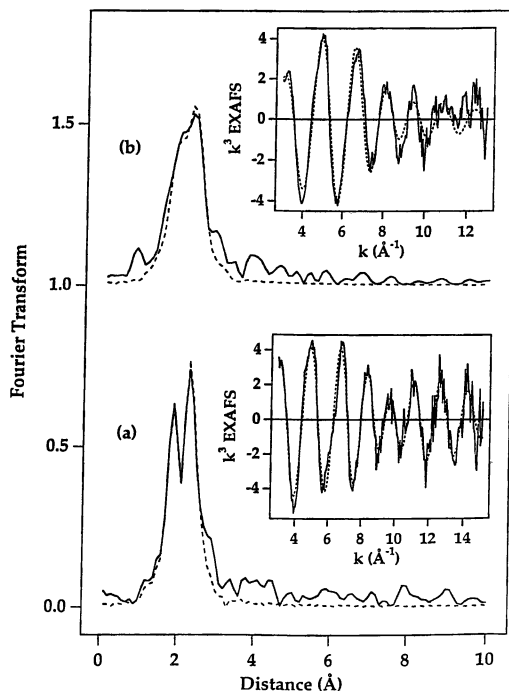 4
2
0
-2
-4
k³ EXAFS
4 6 8 10 12
k (Å⁻¹)
(b)
1.5
1.0
Fourier Transform
4
2
0
-2
-4
k³ EXAFS
4 6 8 10 12 14
k (Å⁻¹)
(a)
0.5
0.0
0 2 4 6 8 10
Distance (Å)